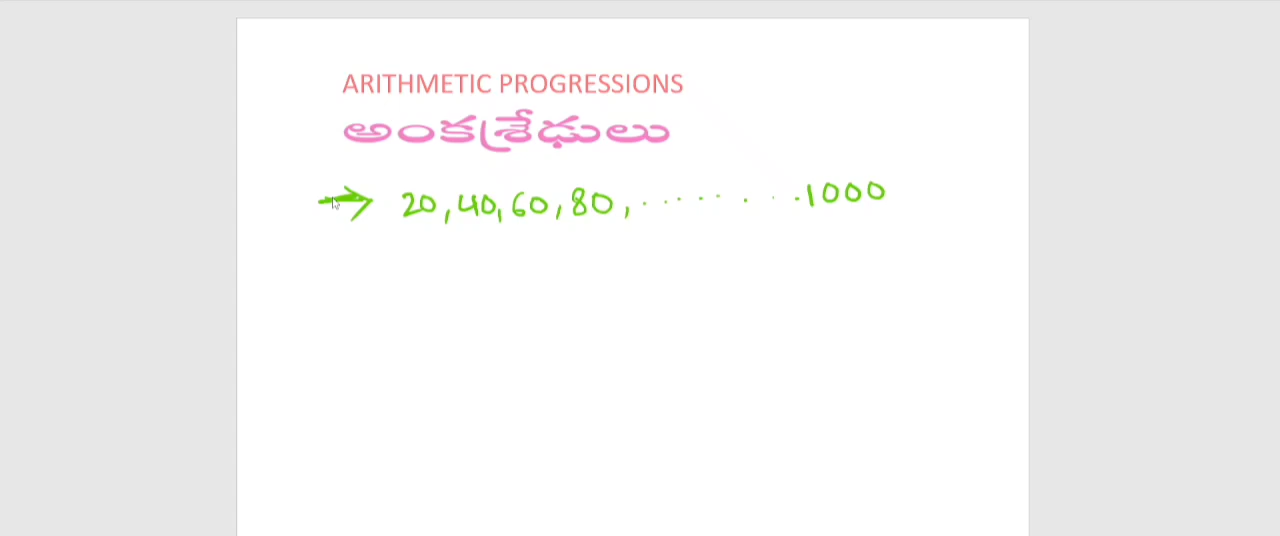 ARITHMETIC PROGRESSIONS
అంకశ్రేఢులు
→ 20, 40, 60, 80, .......... 1000